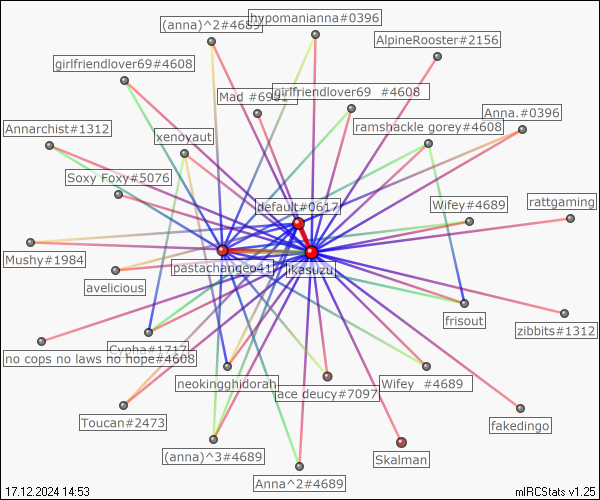 hypomanianna#0396
(anna)^2#4689
AlpineRooster#2156
girlfriendlover69#4608
girlfriendlover69 #4608
Mad #6941
Anna.#0396
Annarchist#1312
ramshackle gorey#4608
xenoyaut
Soxy Foxy#5076
default#0617
Wifey#4689
rattgaming
Mushy#1984
pastachangeo41
likasuzu
avelicious
frisout
zibbits#1312
Cypha#1717
no cops no laws no hope#4608
neokingghidorah
ace deucy#7097
Wifey #4689
Toucan#2473
fakedingo
(anna)^3#4689
Skalman
Anna^2#4689
17.12.2024 14:53
mIRCStats v1.25